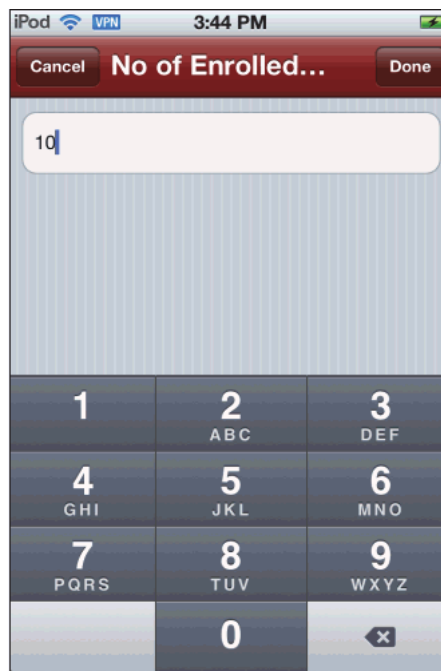 iPod VPN 3:44 PM
Cancel No of Enrolled... Done
10
1 2 3
ABC DEF
4 5 6
GHI JKL MNO
7 8 9
PQRS TUV WXYZ
0